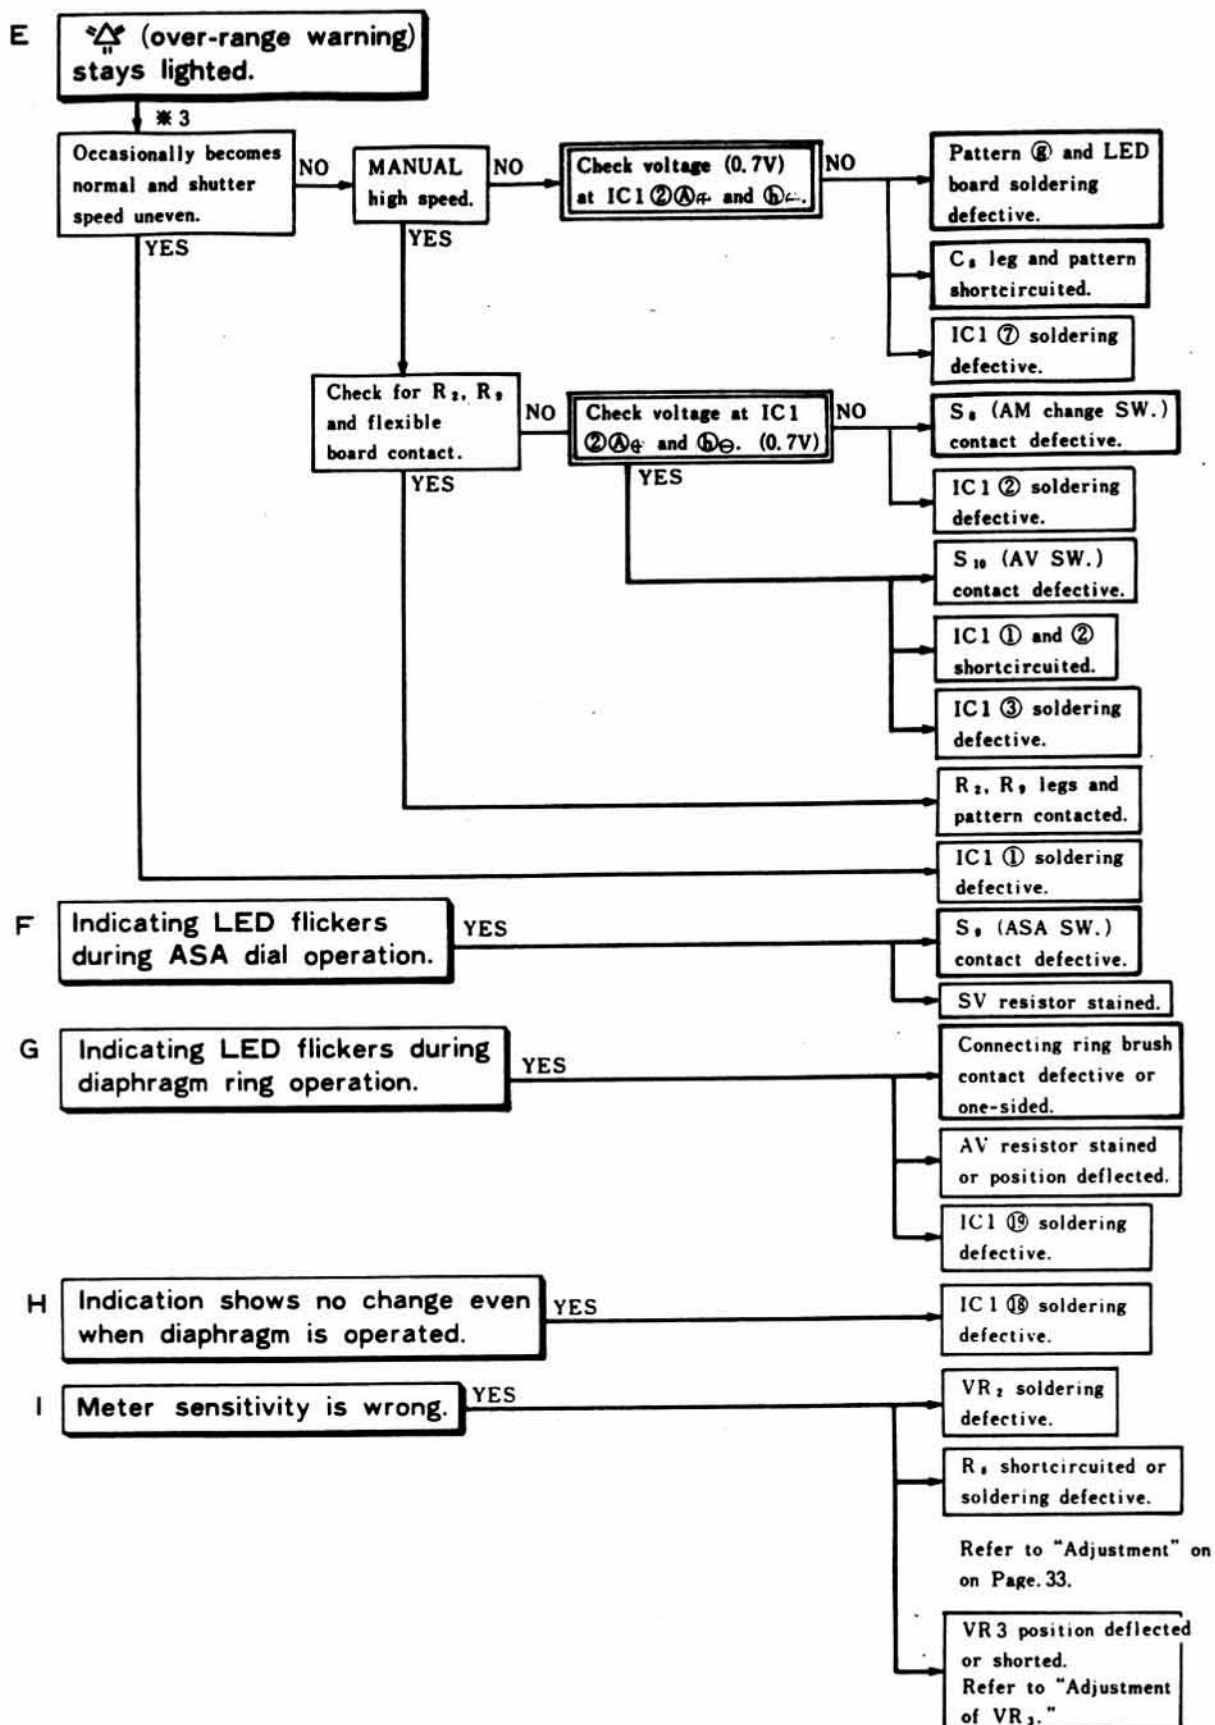 E
(over-range warning)
stays lighted.
※3
Occasionally becomes
normal and shutter
speed uneven.
NO
YES
MANUAL
high speed.
NO
YES
Check voltage (0.7V)
at IC1 ②Ⓐ⊕ and ⓗ⊖.
NO
Pattern ⓖ and LED
board soldering
defective.
leg and pattern
shortcircuited.
IC1 ⑦ soldering
defective.
Check for R₂, R₉
and flexible
board contact.
NO
YES
Check voltage at IC1
②Ⓐ⊕ and ⓗ⊖. (0.7V)
NO
YES
(AM change SW.)
contact defective.
IC1 ② soldering
defective.
S₁₀ (AV SW.)
contact defective.
IC1 ① and ②
shortcircuited.
IC1 ③ soldering
defective.
R₂, R₉ legs and
pattern contacted.
IC1 ① soldering
defective.
F
Indicating LED flickers
during ASA dial operation.
YES
S₉ (ASA SW.)
contact defective.
SV resistor stained.
G
Indicating LED flickers during
diaphragm ring operation.
YES
Connecting ring brush
contact defective or
one-sided.
AV resistor stained
or position deflected.
IC1 ⑲ soldering
defective.
H
Indication shows no change even
when diaphragm is operated.
YES
IC1 ⑱ soldering
defective.
I
Meter sensitivity is wrong.
YES
VR₂ soldering
defective.
shortcircuited or
soldering defective.
Refer to "Adjustment" on
on Page.33.
VR3 position deflected
or shorted.
Refer to "Adjustment
of VR₃."